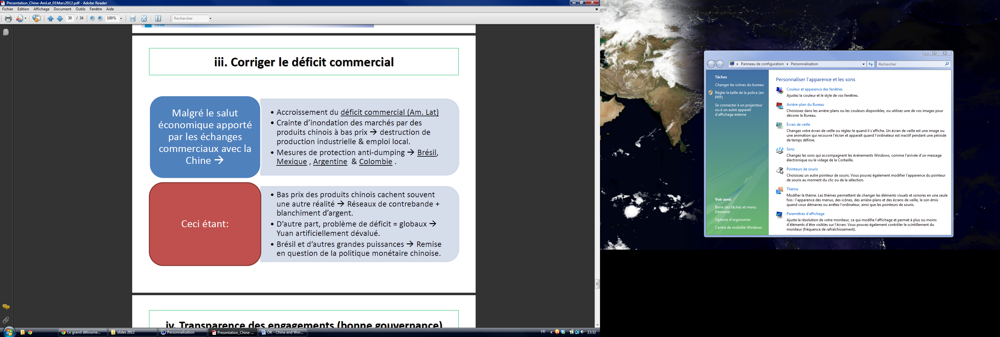 Presentation_Chine-AmLat_01Mars2012.pdf - Adobe Reader
Fichier Edition Affichage Document Outils Fenêtre Aide
30 / 34 100% Rechercher
1998
iii. Corriger le déficit commercial
Malgré le salut
économique apporté
par les échanges
commerciaux avec la
Chine →
• Accroissement du déficit commercial (Am. Lat)
• Crainte d’inondation des marchés par des
produits chinois à bas prix → destruction de
production industrielle & emploi local.
• Mesures de protection anti-dumping → Brésil,
Mexique , Argentine & Colombie .
Ceci étant:
• Bas prix des produits chinois cachent souvent
une autre réalité → Réseaux de contrebande +
blanchiment d’argent.
• D’autre part, problème de déficit = globaux →
Yuan artificiellement dévalué.
• Brésil et d’autres grandes puissances → Remise
en question de la politique monétaire chinoise.
iv. Transparence des engagements (bonne gouvernance)
Le grand détourne...
slides 2012
Personnalisation
Presentation_Chine-...
OK - China and Wor...
FR
13:32
Panneau de configuration ▸ Personnalisation
Rechercher
Tâches
Changer les icônes du bureau
Régler la taille de la police (en
PPP)
Se connecter à un projecteur
ou à un autre appareil
d'affichage externe
Voir aussi
Barre des tâches et menu
Démarrer
Options d'ergonomie
Centre de mobilité Windows
Personnaliser l'apparence et les sons
Couleur et apparence des fenêtres
Ajustez la couleur et le style de vos fenêtres.
Arrière-plan du Bureau
Choisissez dans les arrière-plans ou les couleurs disponibles, ou utilisez une de vos images pour
décorer le Bureau.
Écran de veille
Changez votre écran de veille ou réglez-le quand il s'affiche. Un écran de veille est une image ou
une animation qui recouvre l'écran et apparaît quand l'ordinateur est inactif pendant une période
de temps définie.
Sons
Changez les sons qui accompagnent les événements Windows, comme l'arrivée d'un message
électronique ou le vidage de la Corbeille.
Pointeurs de souris
Choisissez un autre pointeur de souris. Vous pouvez également modifier l'apparence du pointeur
de souris au moment du clic ou de la sélection.
Thème
Modifier le thème. Les thèmes permettent de changer les éléments visuels et sonores en une seule
fois : l'apparence des menus, des icônes, des arrière-plans et des écrans de veille, le son émis
quand vous démarrez ou arrêtez l'ordinateur, ainsi que les pointeurs de souris.
Paramètres d'affichage
Ajuste la résolution de votre moniteur, ce qui modifie l'affichage et permet à plus ou moins
d'éléments d'être visibles sur l'écran. Vous pouvez également contrôler le scintillement du
moniteur (fréquence de rafraîchissement).